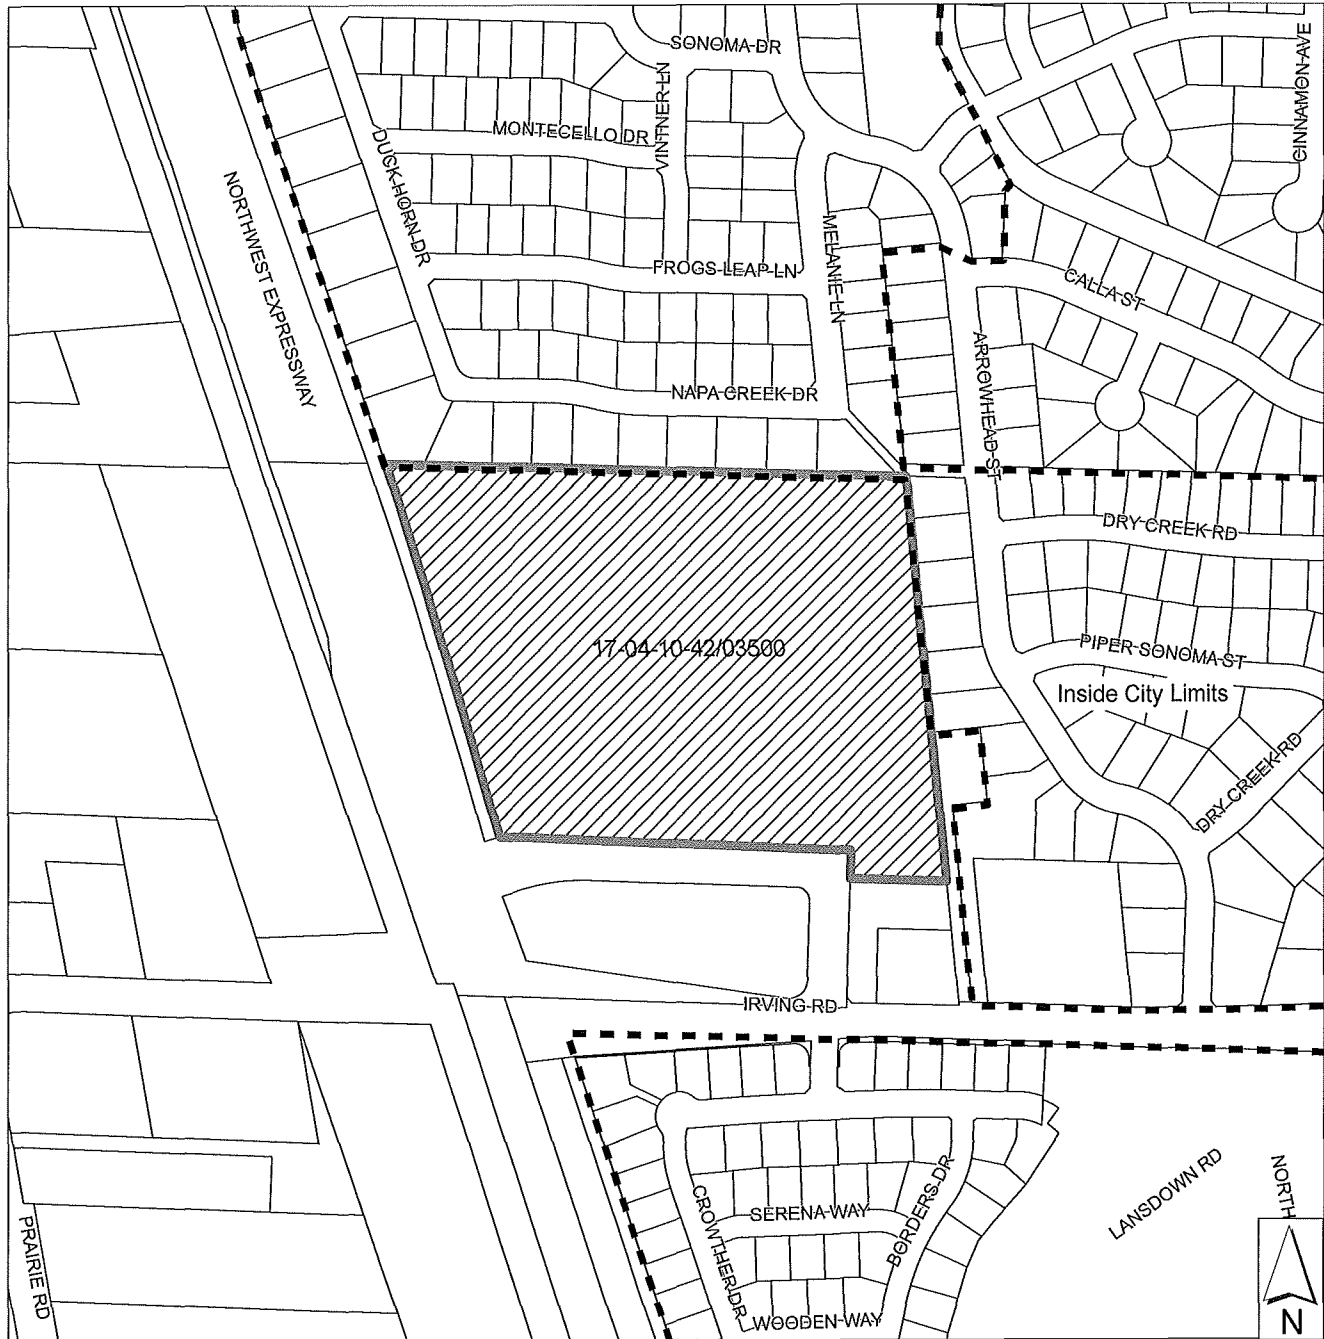 SONOMA DR
CINNAMON AVE
VINTNER LN
MONTECELLO DR
DUCK HORN DR
NORTHWEST EXPRESSWAY
MELANIE LN
FROGS LEAP LN
CALLA ST
ARROWHEAD ST
NAPA CREEK DR
DRY CREEK RD
17-04-10-42/03500
PIPER SONOMA ST
Inside City Limits
DRY CREEK RD
IRVING RD
LANSDOWN RD
NORTH
CROWTHER DR
SERENA WAY
BORDERS DR
PRAIRIE RD
WOODEN WAY
N